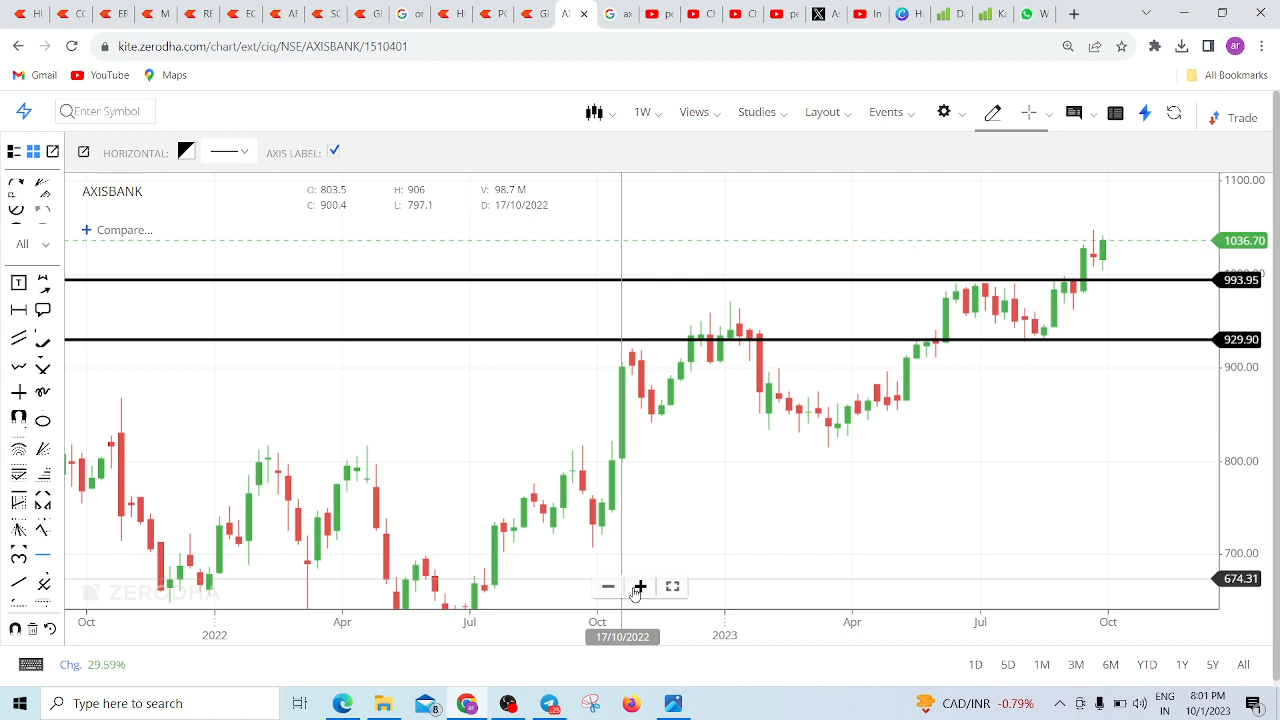 kite.zerodha.com/chart/ext/ciq/NSE/AXISBANK/1510401
Gmail YouTube Maps All Bookmarks
Enter Symbol 1W Views Studies Layout Events Trade
HORIZONTAL: AXIS LABEL:
AXISBANK
O: 803.5 H: 906 V: 98.7 M
C: 900.4 L: 797.1 D: 17/10/2022
+ Compare...
All
1100.00
1036.70
993.95
929.90
900.00
800.00
700.00
674.31
ZERODHA
Oct 2022 Apr Jul Oct 2023 Apr Jul Oct
17/10/2022
Chg. 29.59%
1D 5D 1M 3M 6M YTD 1Y 5Y All
Type here to search
CAD/INR -0.79%
ENG IN
8:01 PM
10/1/2023